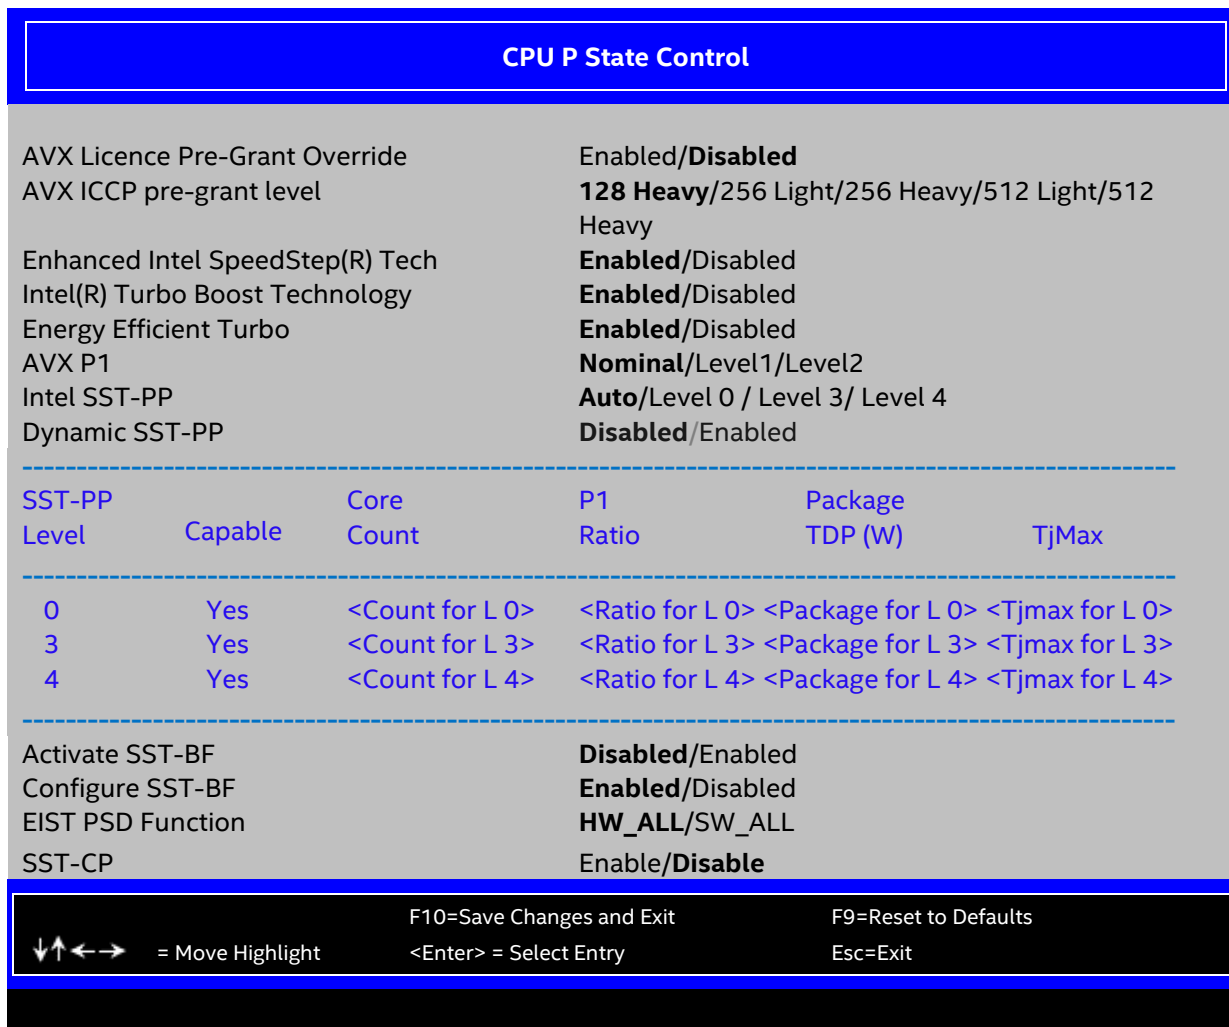 CPU P State Control
AVX Licence Pre-Grant Override Enabled/Disabled
AVX ICCP pre-grant level 128 Heavy/256 Light/256 Heavy/512 Light/512
Heavy
Enhanced Intel SpeedStep(R) Tech Enabled/Disabled
Intel(R) Turbo Boost Technology Enabled/Disabled
Energy Efficient Turbo Enabled/Disabled
AVX P1 Nominal/Level1/Level2
Intel SST-PP Auto/Level 0 / Level 3/ Level 4
Dynamic SST-PP Disabled/Enabled
SST-PP Core P1 Package
Level Capable Count Ratio TDP (W) TjMax
0 Yes <Count for L 0> <Ratio for L 0> <Package for L 0> <Tjmax for L 0>
3 Yes <Count for L 3> <Ratio for L 3> <Package for L 3> <Tjmax for L 3>
4 Yes <Count for L 4> <Ratio for L 4> <Package for L 4> <Tjmax for L 4>
Activate SST-BF Disabled/Enabled
Configure SST-BF Enabled/Disabled
EIST PSD Function HW_ALL/SW_ALL
SST-CP Enable/Disable
F10=Save Changes and Exit F9=Reset to Defaults
↓↑←→ = Move Highlight <Enter> = Select Entry Esc=Exit